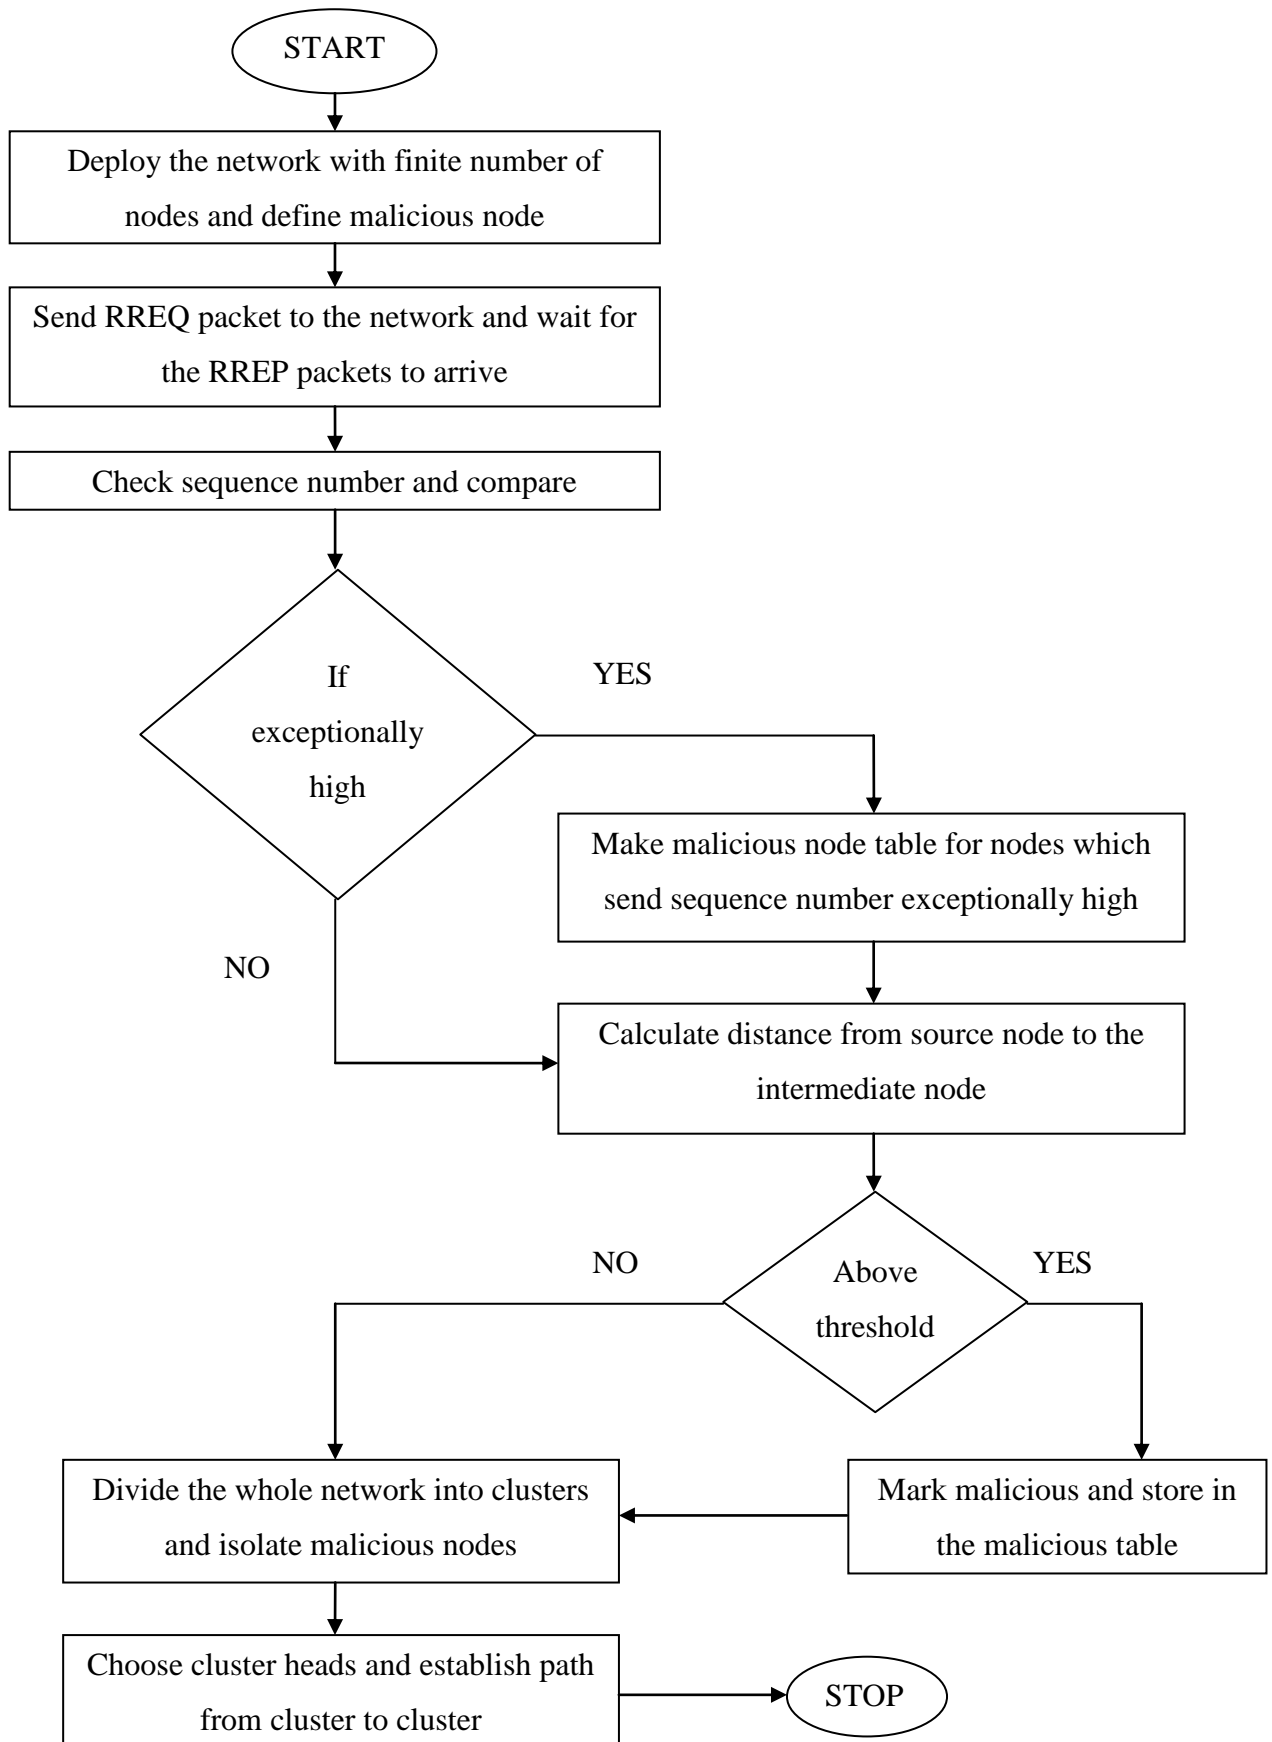 START
Deploy the network with finite number of
nodes and define malicious node
Send RREQ packet to the network and wait for
the RREP packets to arrive
Check sequence number and compare
If
exceptionally
high
YES
Make malicious node table for nodes which
send sequence number exceptionally high
NO
Calculate distance from source node to the
intermediate node
Above
threshold
NO
YES
Divide the whole network into clusters
and isolate malicious nodes
Mark malicious and store in
the malicious table
Choose cluster heads and establish path
from cluster to cluster
STOP